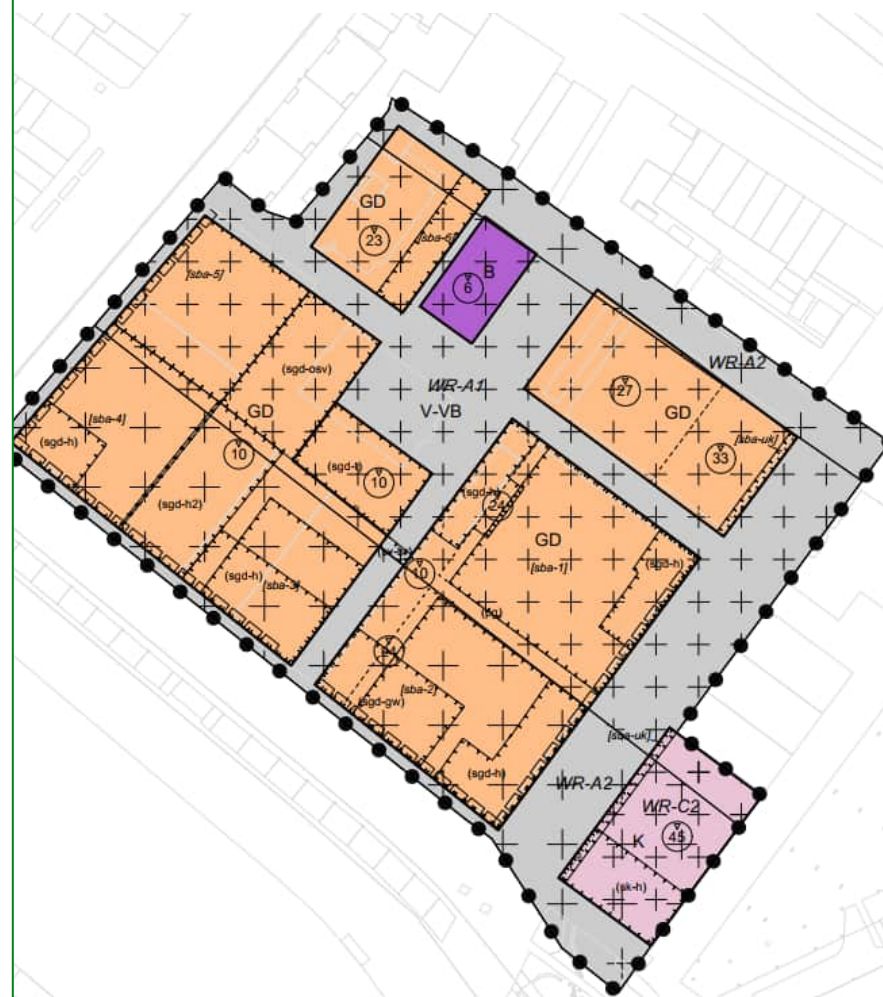 GD
23
[sba-6]
B
6
[sba-5]
WR-A2
(sgd-osv)
WR-A1
27
V-VB
GD
GD
[sba-4]
[sba-uk]
(sgd-h)
10
33
10
(sgd-h2)
24
GD
(sgd-h)
[sba-1]
10
(sgd-h)
[sba-3]
[sba-2]
(sgd-gw)
[sba-uk]
(sgd-h)
WR-A2
WR-C2
K
45
(sk-h)